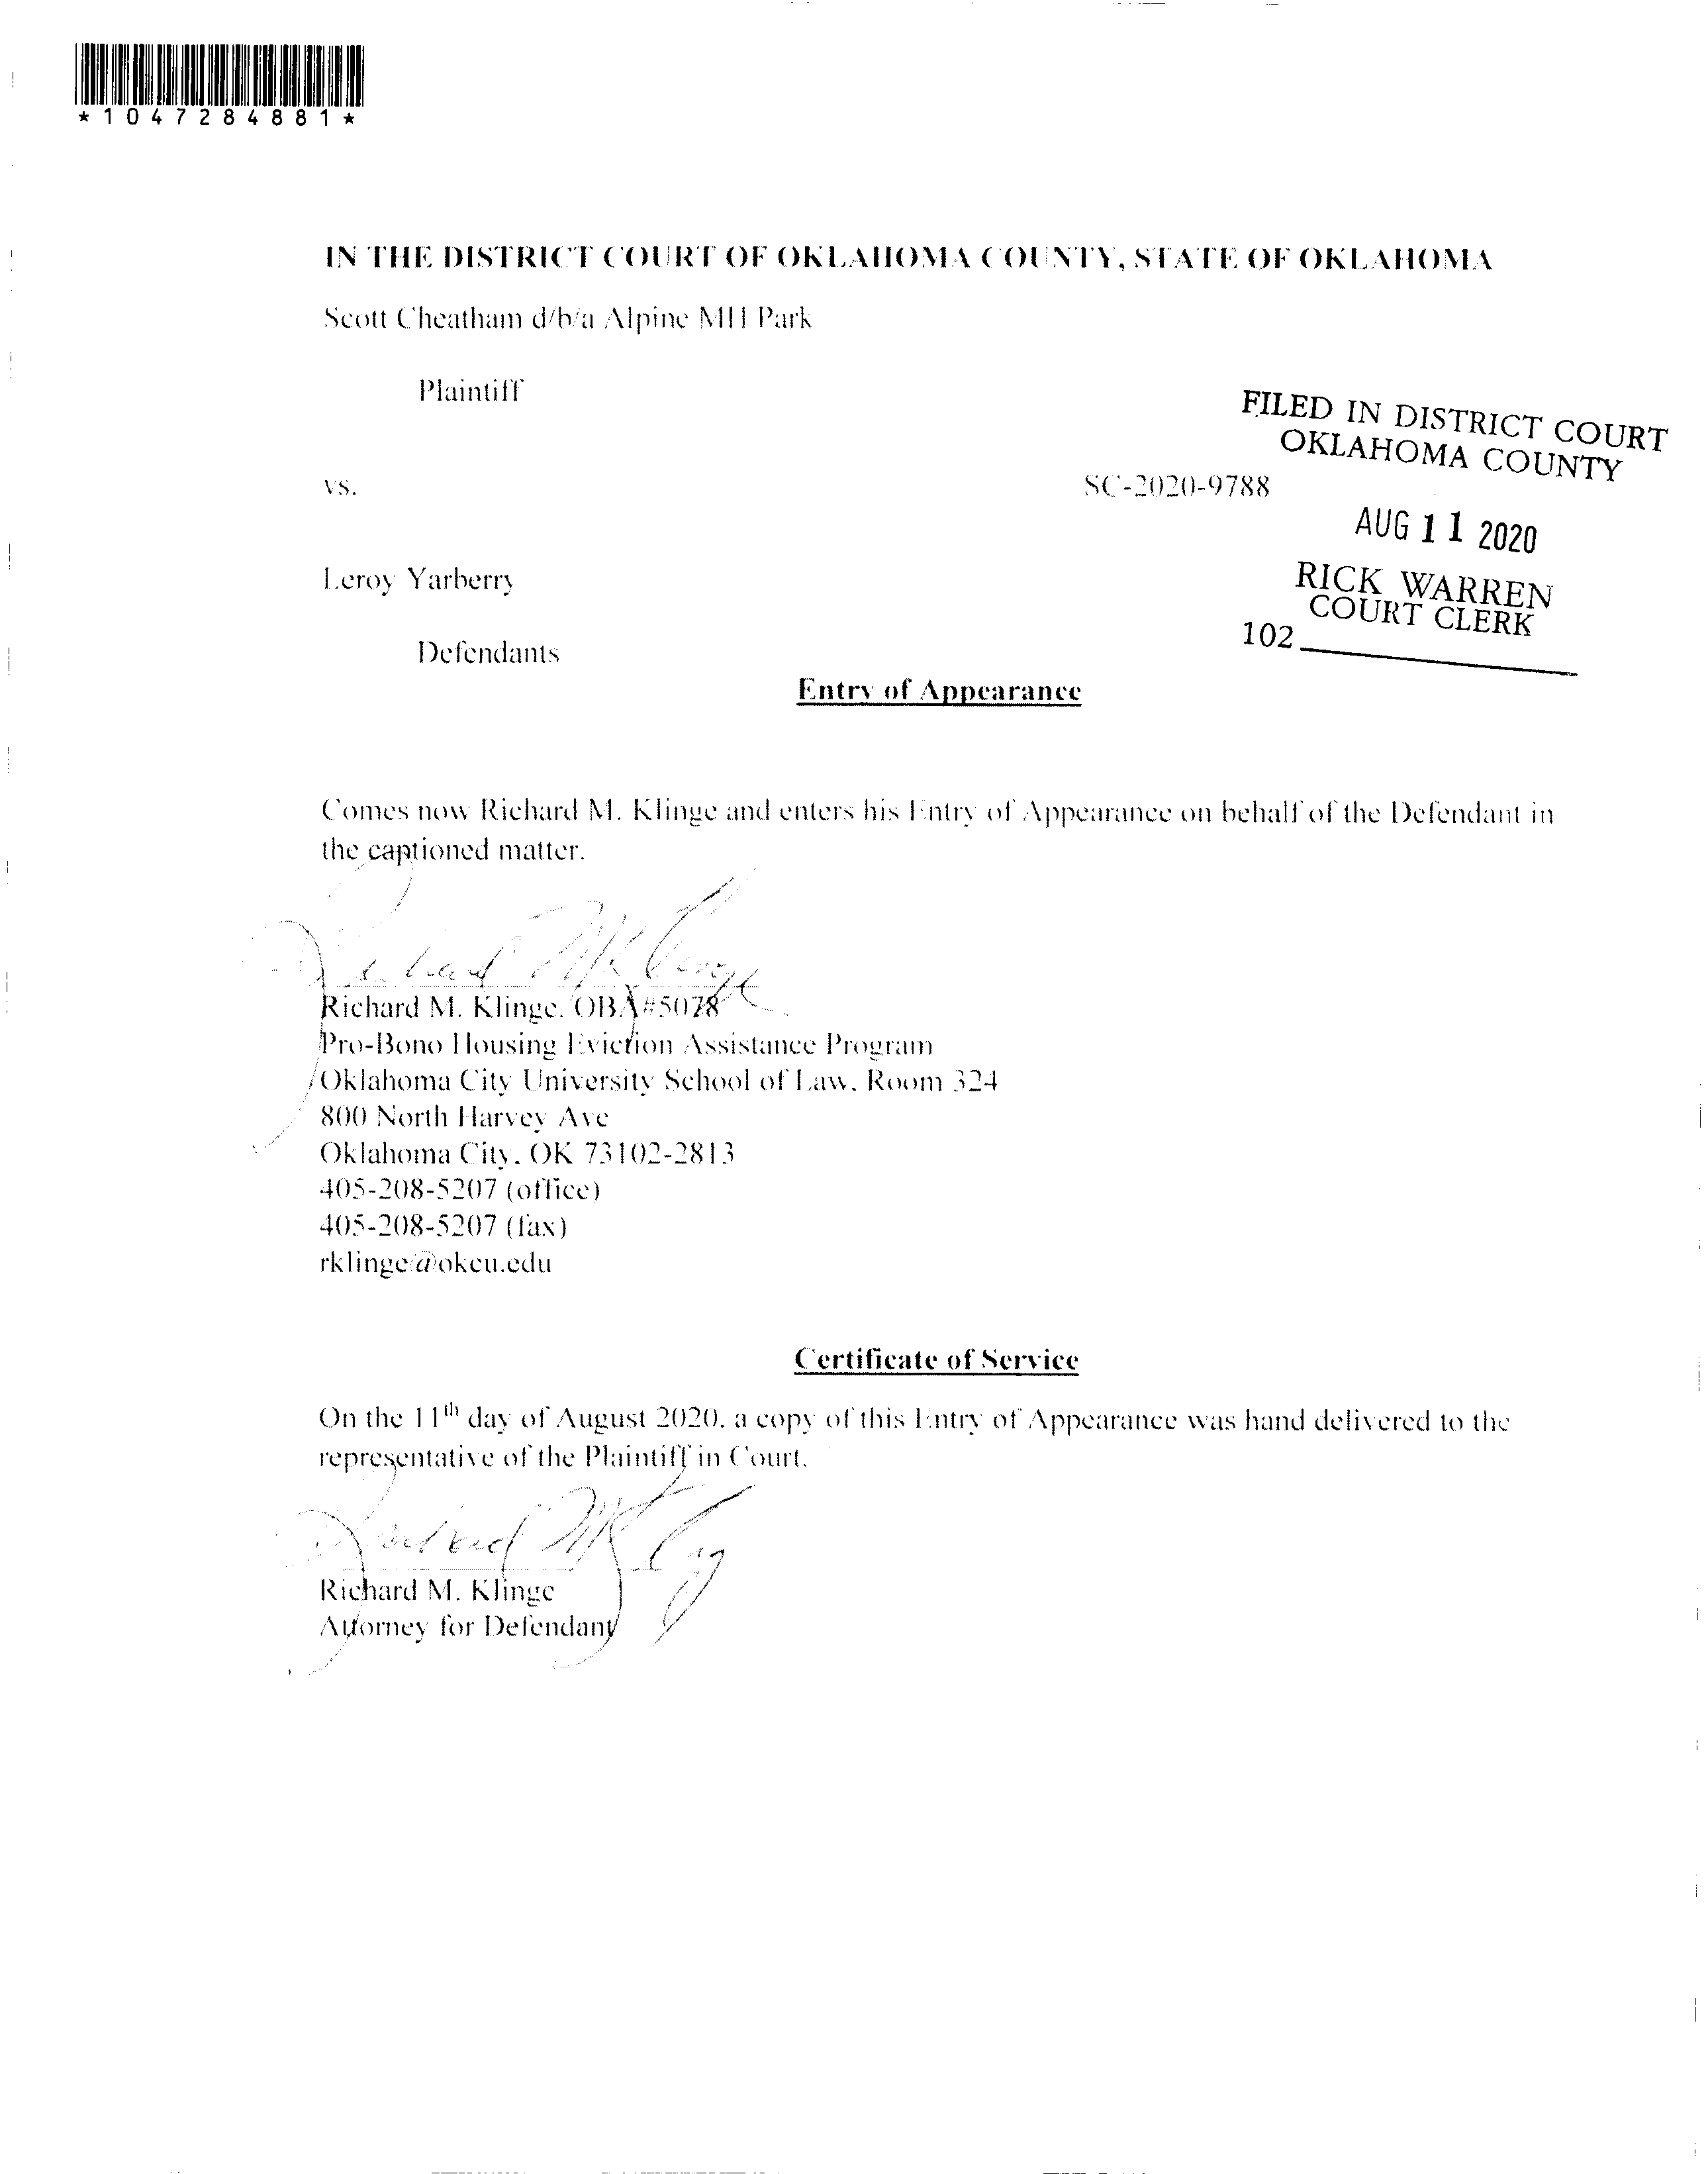 *1047284881*
IN THE DISTRICT COURT OF OKLAHOMA COUNTY, STATE OF OKLAHOMA
Scott Cheatham d/b/a Alpine MH Park
Plaintiff
FILED IN DISTRICT COURT
OKLAHOMA COUNTY
vs.
SC-2020-9788
AUG 11 2020
Leroy Yarberry
RICK WARREN
COURT CLERK
102
Defendants
Entry of Appearance
Comes now Richard M. Klinge and enters his Entry of Appearance on behalf of the Defendant in
the captioned matter.
Richard M Klinge
Richard M. Klinge, OBA#5078
Pro-Bono Housing Eviction Assistance Program
Oklahoma City University School of Law, Room 324
800 North Harvey Ave
Oklahoma City, OK 73102-2813
405-208-5207 (office)
405-208-5207 (fax)
rklinge@okcu.edu
Certificate of Service
On the 11th day of August 2020, a copy of this Entry of Appearance was hand delivered to the
representative of the Plaintiff in Court.
Richard M Klinge
Richard M. Klinge
Attorney for Defendant